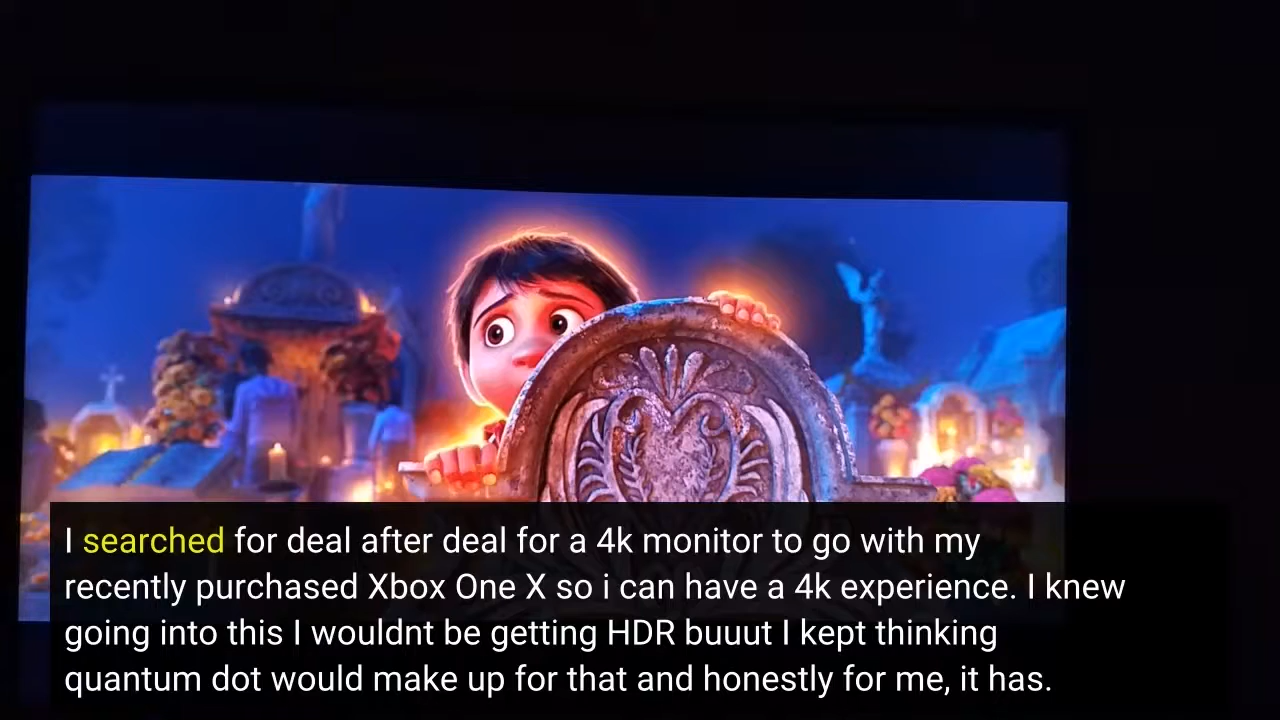 I searched for deal after deal for a 4k monitor to go with my
recently purchased Xbox One X so i can have a 4k experience. I knew
going into this I wouldnt be getting HDR buuut I kept thinking
quantum dot would make up for that and honestly for me, it has.